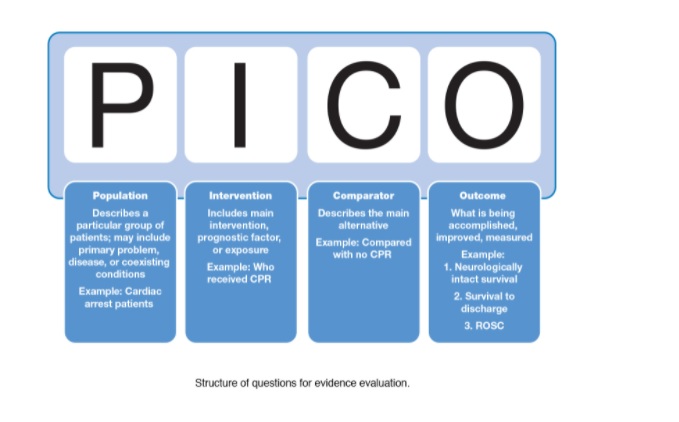 P I C O
Population
Describes a
particular group of
patients; may include
primary problem,
disease, or coexisting
conditions
Example: Cardiac
arrest patients
Intervention
Includes main
intervention,
prognostic factor,
or exposure
Example: Who
received CPR
Comparator
Describes the main
alternative
Example: Compared
with no CPR
Outcome
What is being
accomplished,
improved, measured
Example:
1. Neurologically
intact survival
2. Survival to
discharge
3. ROSC
Structure of questions for evidence evaluation.